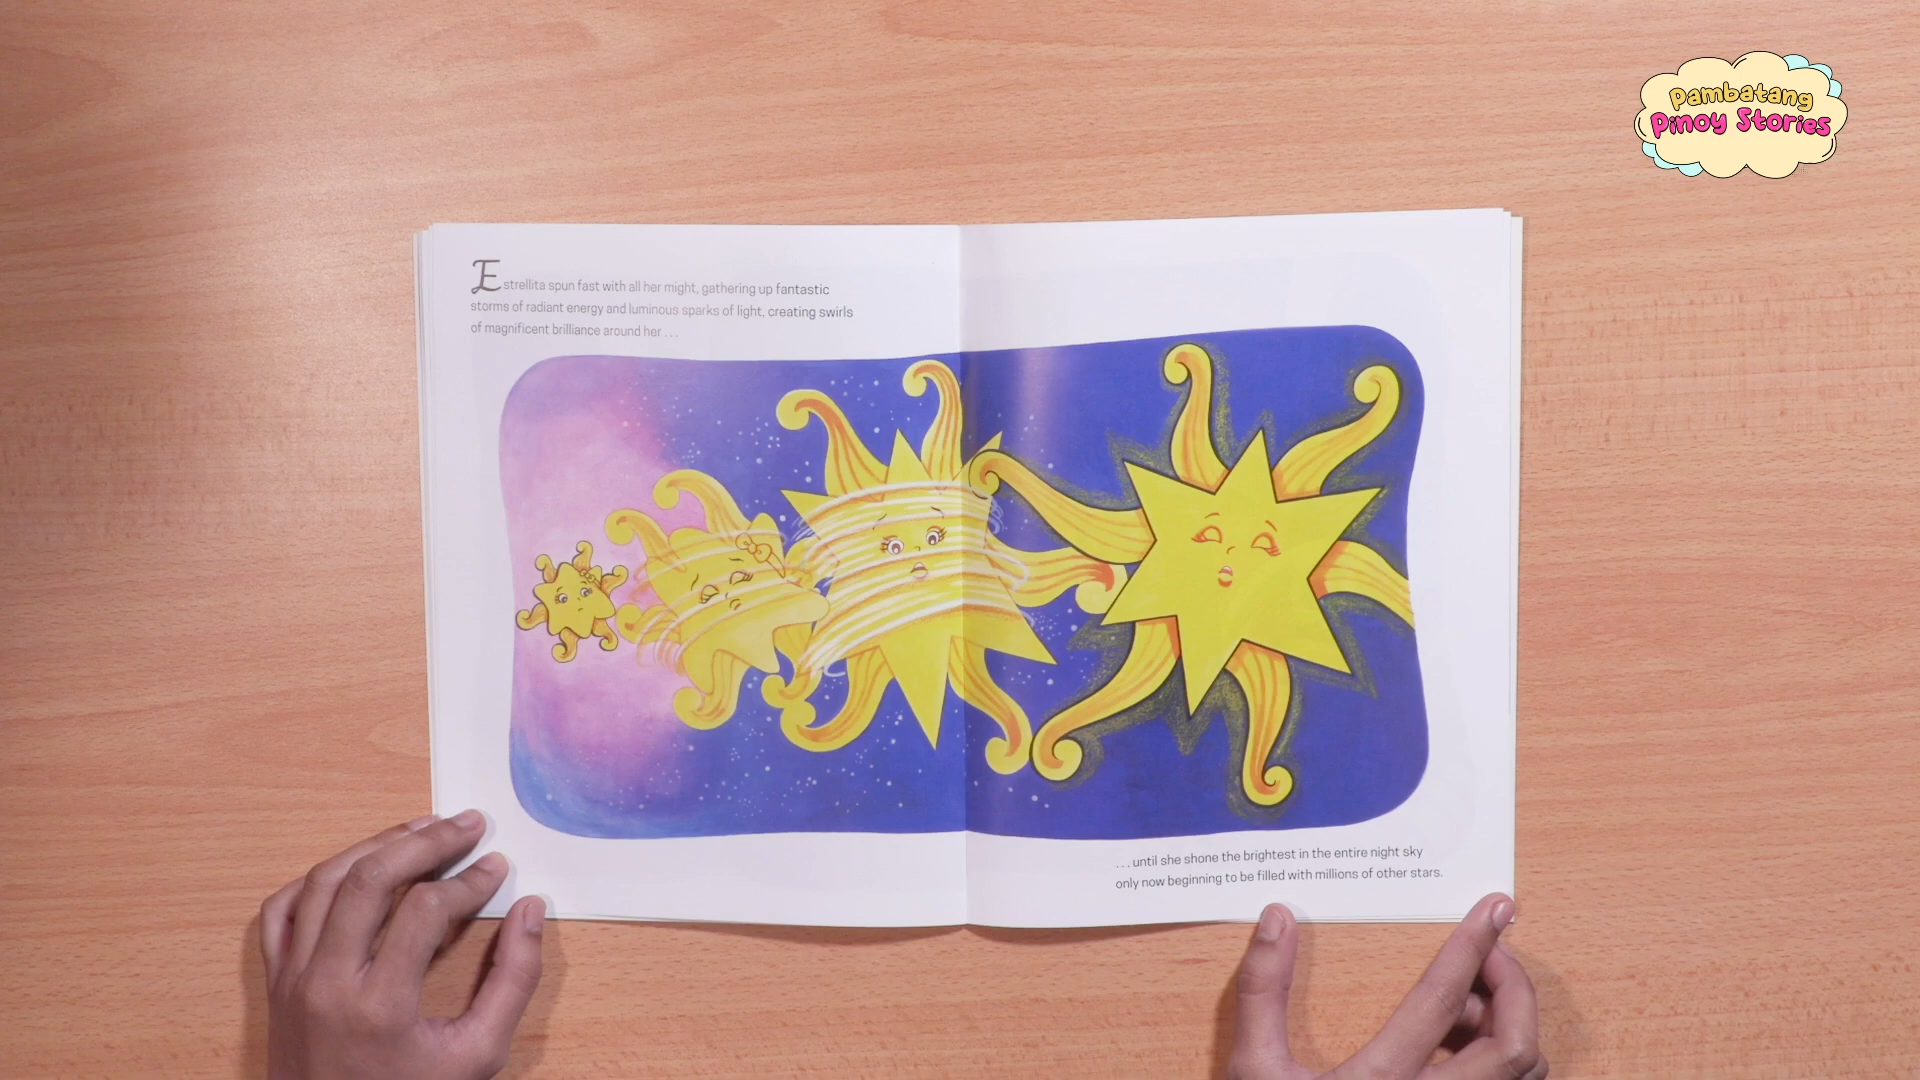 Pambatang
Pinoy Stories
Estrellita spun fast with all her might, gathering up fantastic
storms of radiant energy and luminous sparks of light, creating swirls
of magnificent brilliance around her . . .
. . . until she shone the brightest in the entire night sky
only now beginning to be filled with millions of other stars.